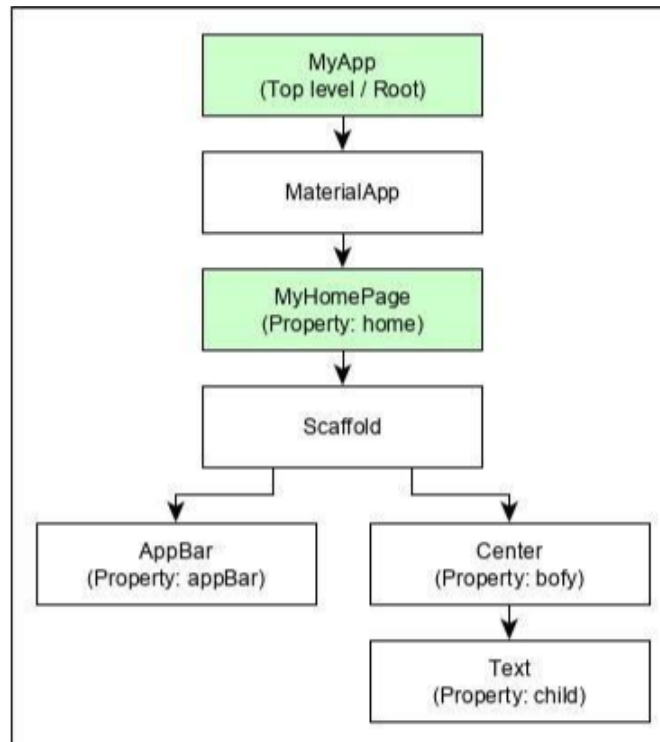 MyApp
(Top level / Root)
MaterialApp
MyHomePage
(Property: home)
Scaffold
AppBar
(Property: appBar)
Center
(Property: bofy)
Text
(Property: child)